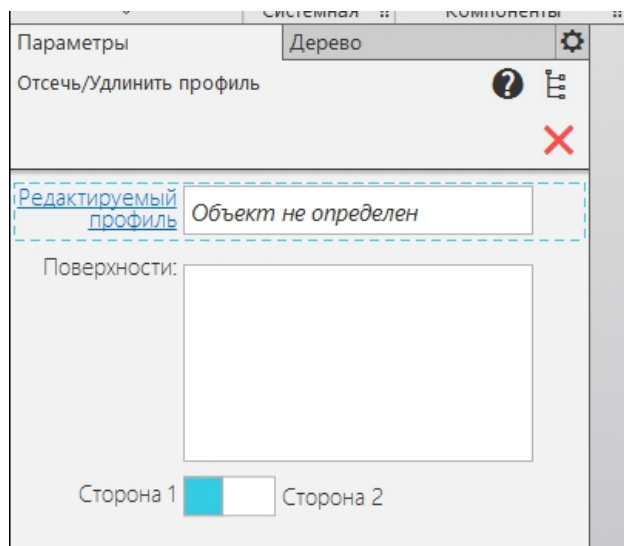 Системная
Компоненты
Параметры
Дерево
Отсечь/Удлинить профиль
Редактируемый
профиль
Объект не определен
Поверхности:
Сторона 1
Сторона 2